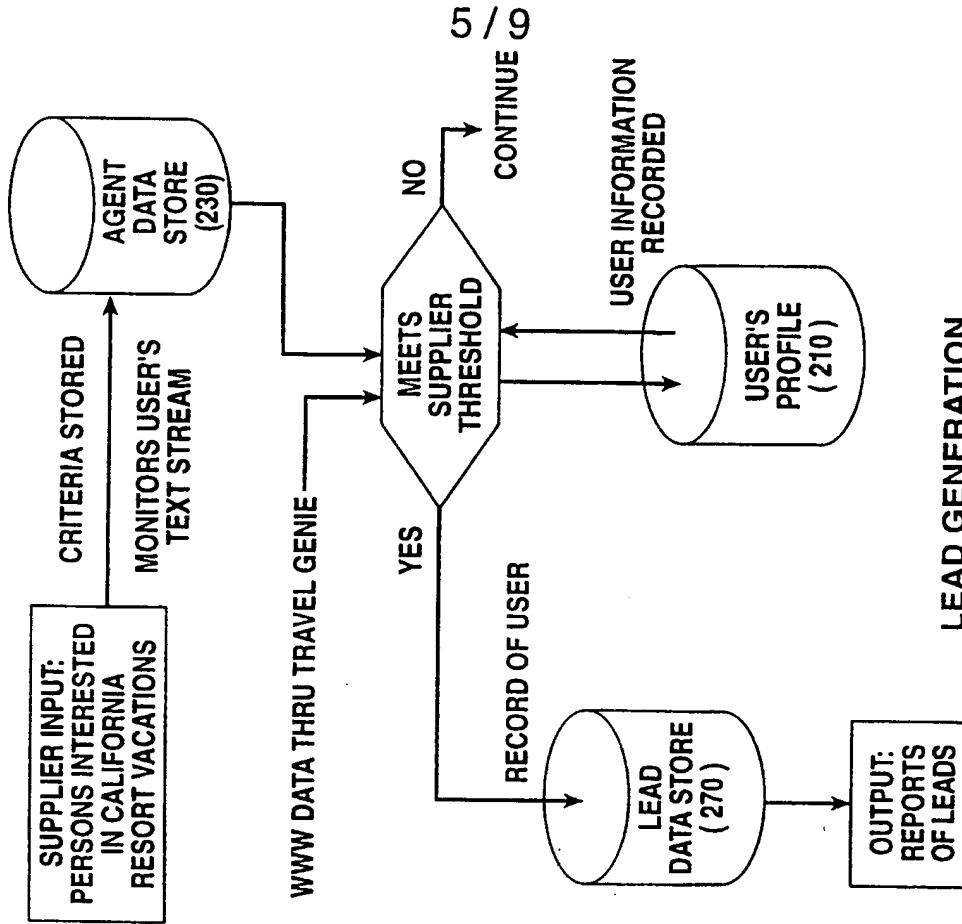 5 / 9
SUPPLIER INPUT:
PERSONS INTERESTED
IN CALIFORNIA
RESORT VACATIONS
CRITERIA STORED
MONITORS USER'S
TEXT STREAM
AGENT
DATA
STORE
(230)
WWW DATA THRU TRAVEL GENIE
MEETS
SUPPLIER
THRESHOLD
NO
CONTINUE
YES
RECORD OF USER
USER INFORMATION
RECORDED
USER'S
PROFILE
( 210 )
LEAD
DATA STORE
( 270 )
OUTPUT:
REPORTS
OF LEADS
LEAD GENERATION